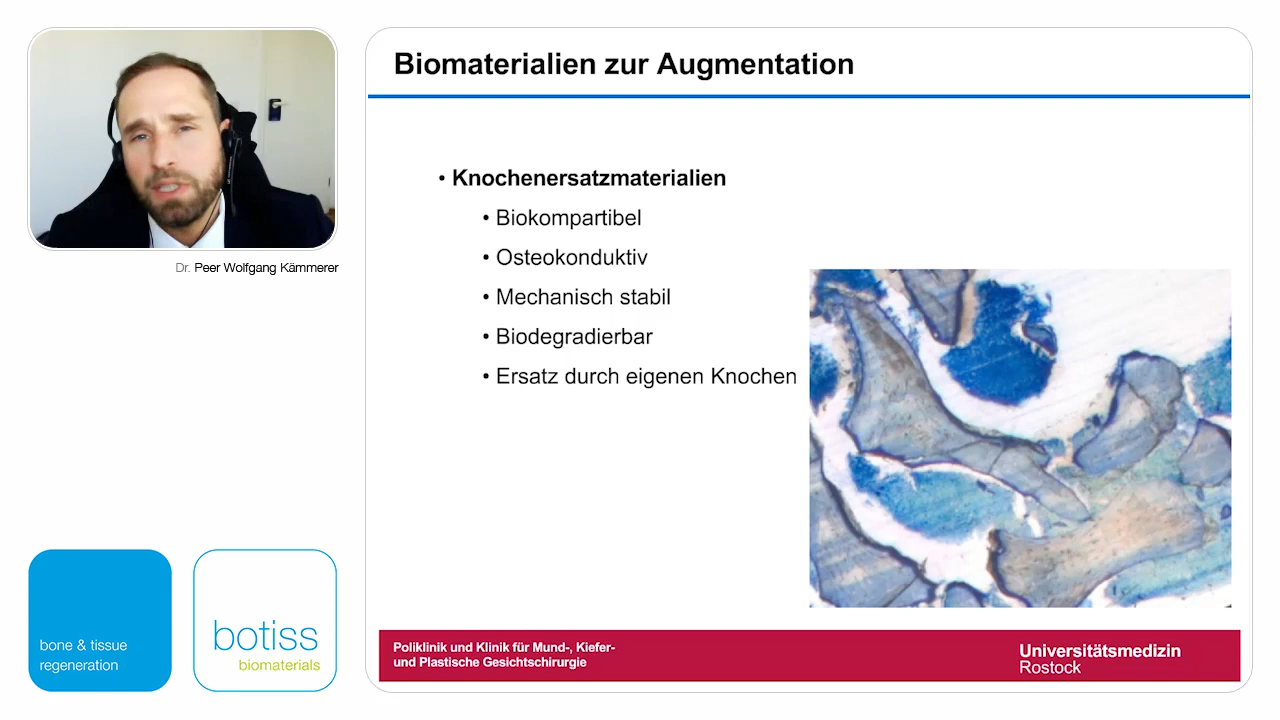 Biomaterialien zur Augmentation
• Knochenersatzmaterialien
• Biokompartibel
• Osteokonduktiv
• Mechanisch stabil
• Biodegradierbar
• Ersatz durch eigenen Knochen
Dr. Peer Wolfgang Kämmerer
bone & tissue
regeneration
botiss
biomaterials
Poliklinik und Klinik für Mund-, Kiefer-
und Plastische Gesichtschirurgie
Universitätsmedizin
Rostock